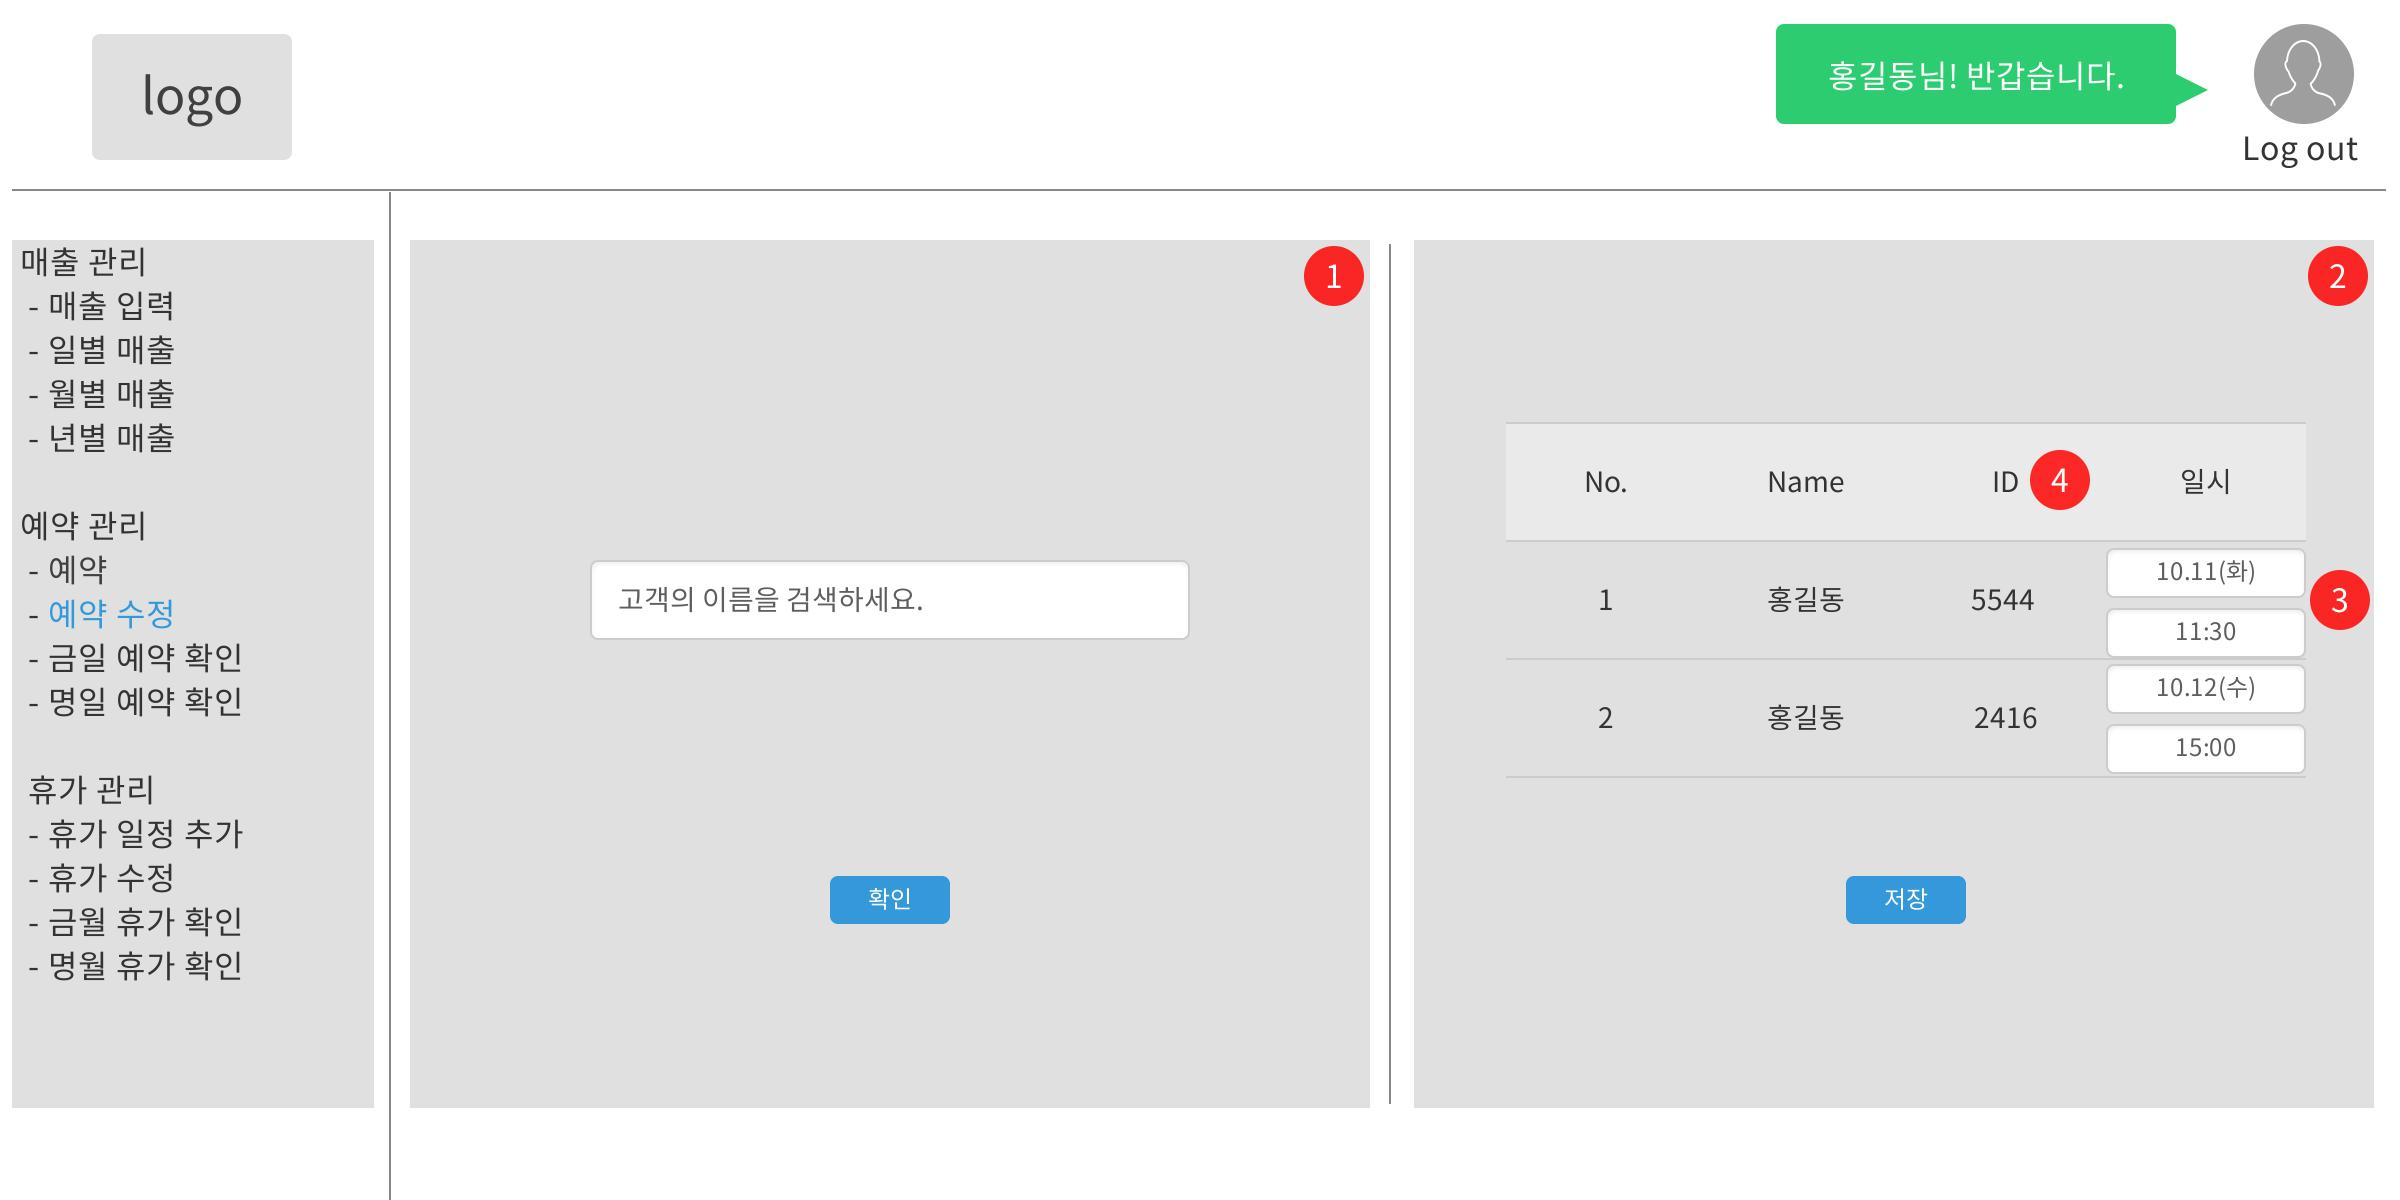 logo
홍길동님! 반갑습니다.
Log out
매출 관리
- 매출 입력
- 일별 매출
- 월별 매출
- 년별 매출
예약 관리
- 예약
- 예약 수정
- 금일 예약 확인
- 명일 예약 확인
휴가 관리
- 휴가 일정 추가
- 휴가 수정
- 금월 휴가 확인
- 명월 휴가 확인
1
고객의 이름을 검색하세요.
확인
2
No. Name ID 4 일시
1 홍길동 5544 10.11(화)
11:30
3
2 홍길동 2416 10.12(수)
15:00
저장